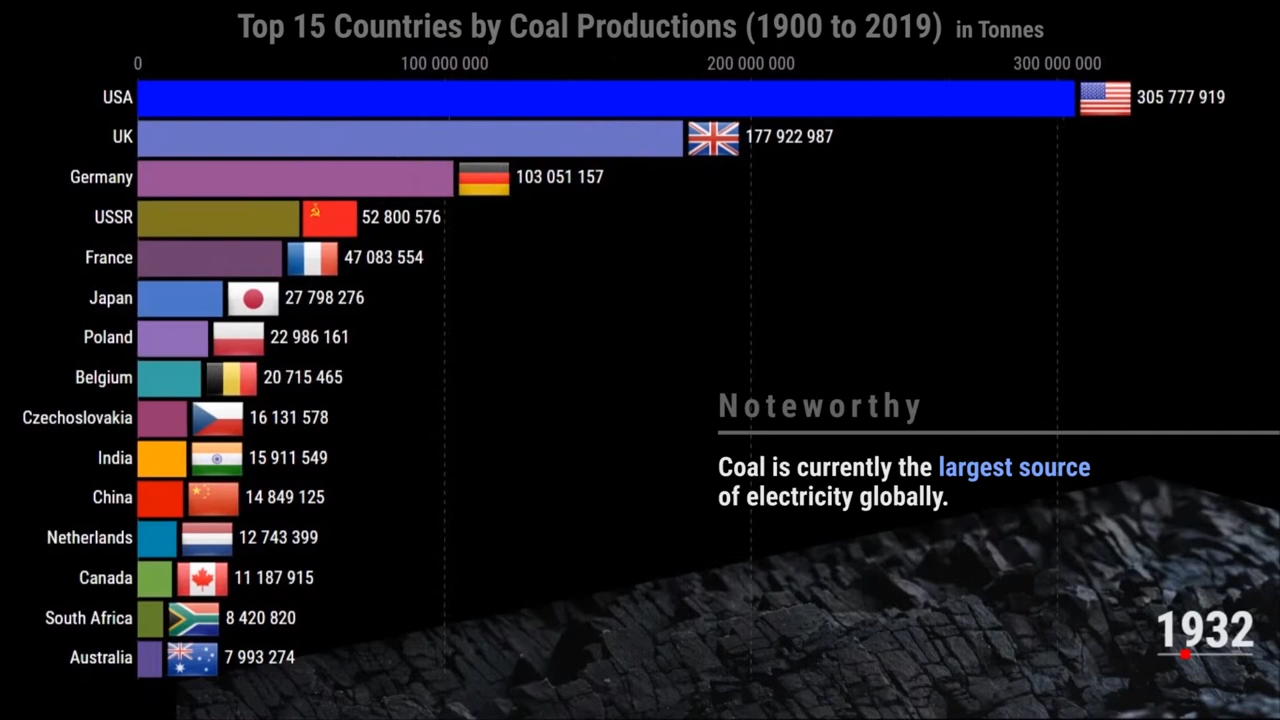 Top 15 Countries by Coal Productions (1900 to 2019) in Tonnes
0 100 000 000 200 000 000 300 000 000
USA 305 777 919
UK 177 922 987
Germany 103 051 157
USSR 52 800 576
France 47 083 554
Japan 27 798 276
Poland 22 986 161
Belgium 20 715 465
Czechoslovakia 16 131 578
India 15 911 549
China 14 849 125
Netherlands 12 743 399
Canada 11 187 915
South Africa 8 420 820
Australia 7 993 274
Noteworthy
Coal is currently the largest source
of electricity globally.
1932